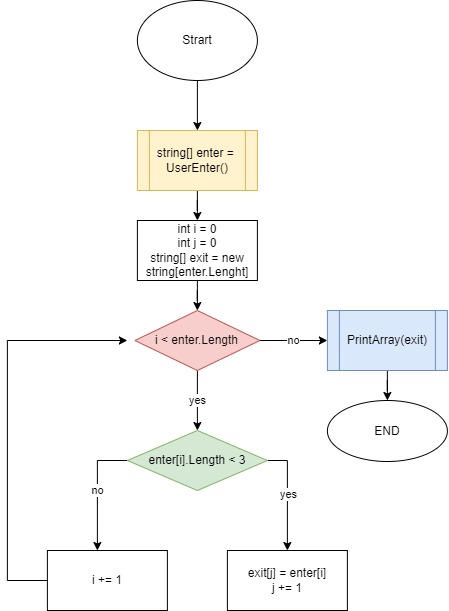 Strart
string[] enter =
UserEnter()
int i = 0
int j = 0
string[] exit = new
string[enter.Lenght]
i < enter.Length
no
PrintArray(exit)
yes
END
enter[i].Length < 3
no
yes
i += 1
exit[j] = enter[i]
j += 1